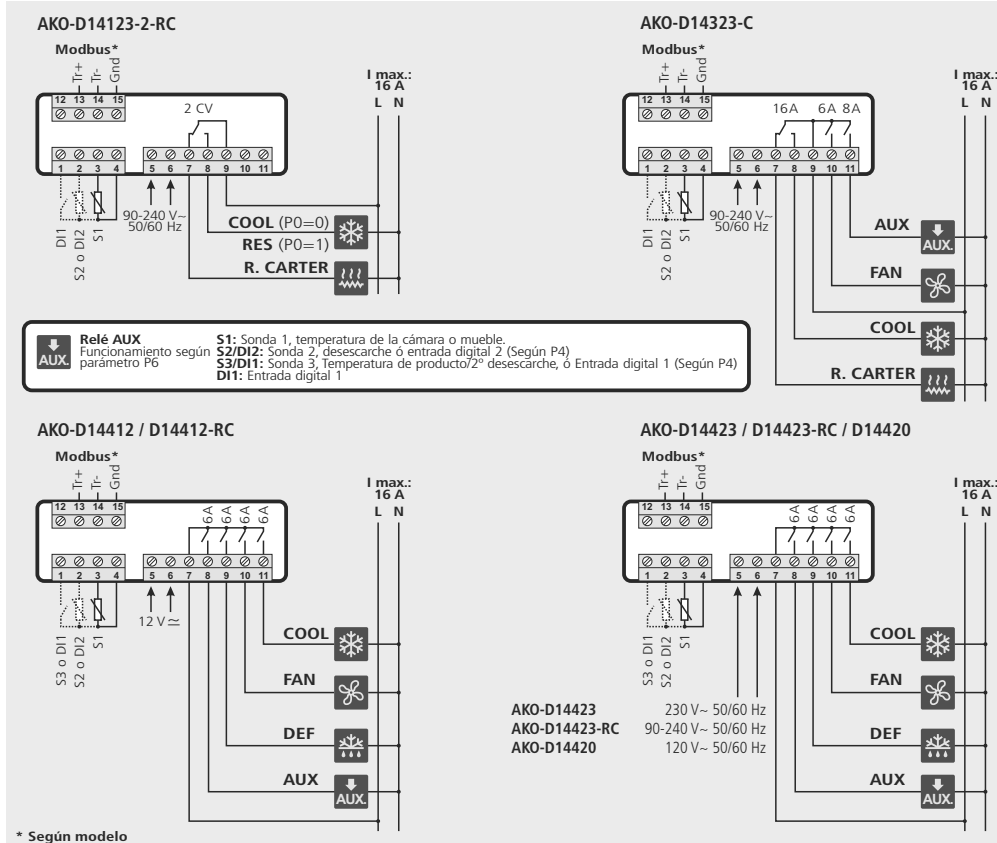 AKO-D14123-2-RC
Modbus*
Tr+ Tr- Gnd
I max.:
16 A
L N
12 13 14 15
2 CV
1 2 3 4 5 6 7 8 9 10 11
90-240 V~
50/60 Hz
DI1
S2 o DI2
S1
COOL (P0=0)
RES (P0=1)
R. CARTER
AKO-D14323-C
Modbus*
Tr+ Tr- Gnd
I max.:
16 A
L N
12 13 14 15
16A 6A 8A
1 2 3 4 5 6 7 8 9 10 11
90-240 V~
50/60 Hz
DI1
S2 o DI2
S1
AUX
AUX.
FAN
COOL
R. CARTER
AUX.
Relé AUX
Funcionamiento según
parámetro P6
S1: Sonda 1, temperatura de la cámara o mueble.
S2/DI2: Sonda 2, desescarche ó entrada digital 2 (Según P4)
S3/DI1: Sonda 3, Temperatura de producto/2º desescarche, ó Entrada digital 1 (Según P4)
DI1: Entrada digital 1
AKO-D14412 / D14412-RC
Modbus*
Tr+ Tr- Gnd
I max.:
16 A
L N
12 13 14 15
6A 6A 6A 6A
1 2 3 4 5 6 7 8 9 10 11
12 V ≂
S3 o DI1
S2 o DI2
S1
COOL
FAN
DEF
AUX
AUX.
AKO-D14423 / D14423-RC / D14420
Modbus*
Tr+ Tr- Gnd
I max.:
16 A
L N
12 13 14 15
6A 6A 6A 6A
1 2 3 4 5 6 7 8 9 10 11
S3 o DI1
S2 o DI2
S1
AKO-D14423 230 V~ 50/60 Hz
AKO-D14423-RC 90-240 V~ 50/60 Hz
AKO-D14420 120 V~ 50/60 Hz
COOL
FAN
DEF
AUX
AUX.
* Según modelo